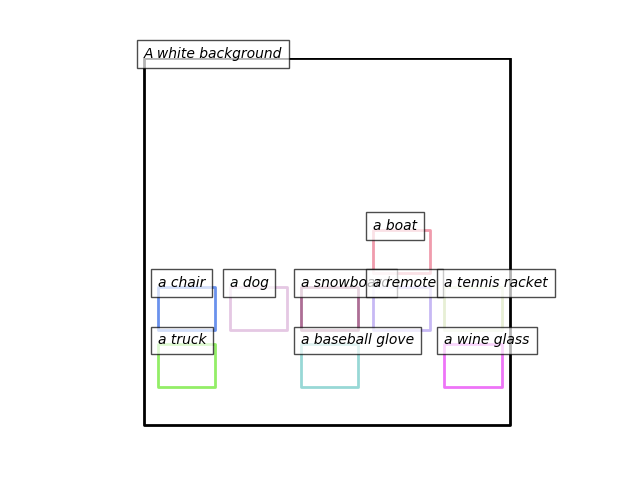 A white background
a boat
a chair
a dog
a snowboard
a remote
a tennis racket
a truck
a baseball glove
a wine glass